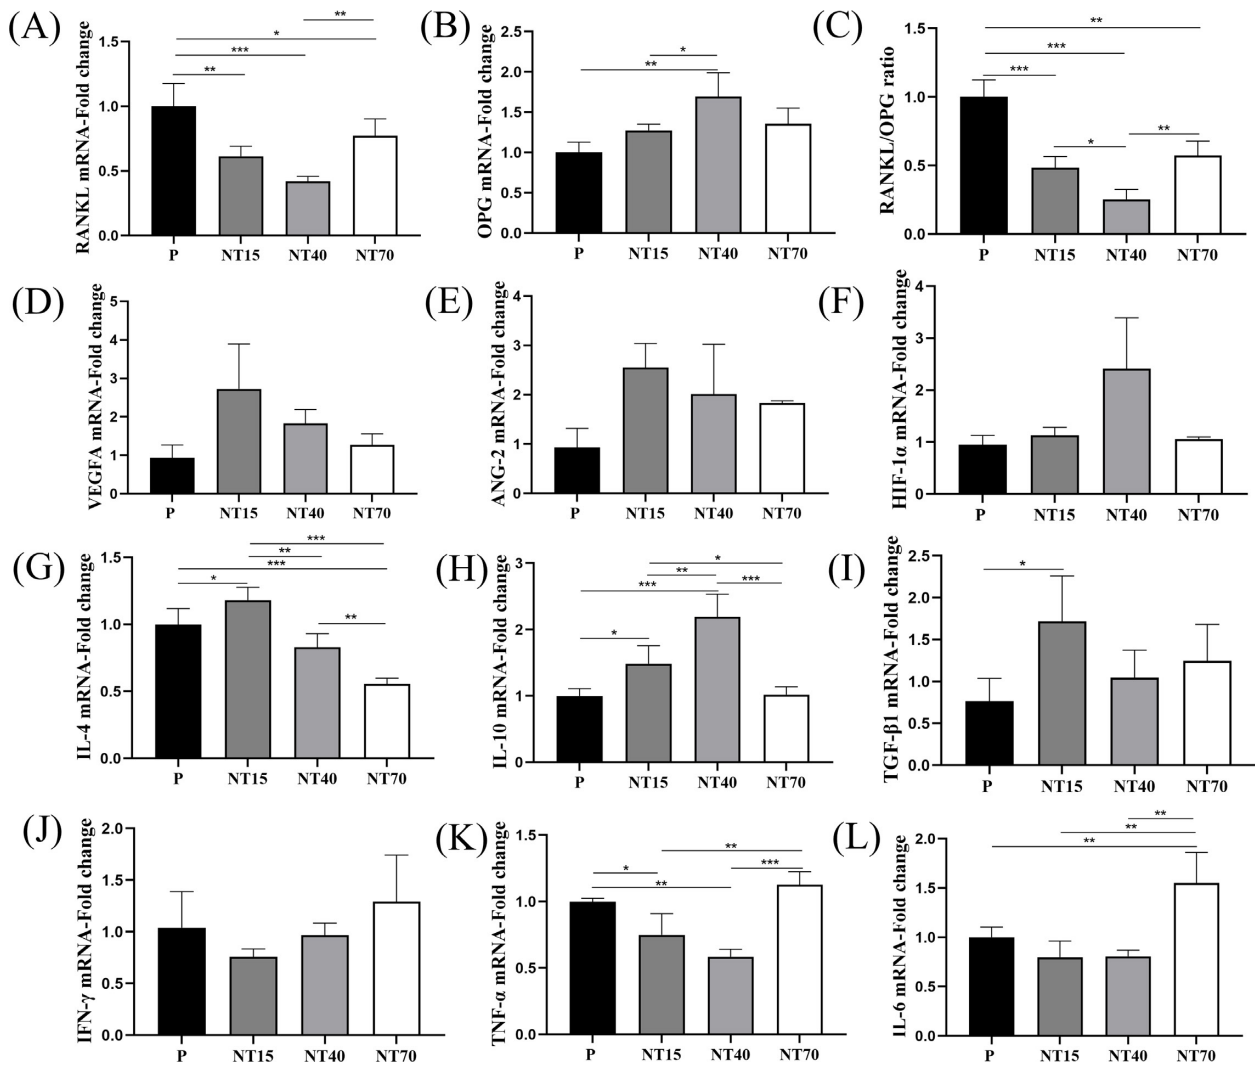 (A)
RANKL mRNA-Fold change
1.5
1.0
0.5
0.0
**
*
***
**
P NT15 NT40 NT70
(B)
OPG mRNA-Fold change
2.5
2.0
1.5
1.0
0.5
0.0
*
**
P NT15 NT40 NT70
(C)
RANKL/OPG ratio
1.5
1.0
0.5
0.0
**
***
***
*
**
P NT15 NT40 NT70
(D)
VEGFA mRNA-Fold change
5
4
3
2
1
0
P NT15 NT40 NT70
(E)
ANG-2 mRNA-Fold change
4
3
2
1
0
P NT15 NT40 NT70
(F)
HIF-1α mRNA-Fold change
4
3
2
1
0
P NT15 NT40 NT70
(G)
IL-4 mRNA-Fold change
1.5
1.0
0.5
0.0
***
**
***
*
**
P NT15 NT40 NT70
(H)
IL-10 mRNA-Fold change
3
2
1
0
*
**
***
***
*
P NT15 NT40 NT70
(I)
TGF-β1 mRNA-Fold change
2.5
2.0
1.5
1.0
0.5
0.0
*
P NT15 NT40 NT70
(J)
IFN-γ mRNA-Fold change
2.0
1.5
1.0
0.5
0.0
P NT15 NT40 NT70
(K)
TNF-α mRNA-Fold change
1.5
1.0
0.5
0.0
**
*
***
**
P NT15 NT40 NT70
(L)
IL-6 mRNA-Fold change
2.0
1.5
1.0
0.5
0.0
**
**
**
P NT15 NT40 NT70